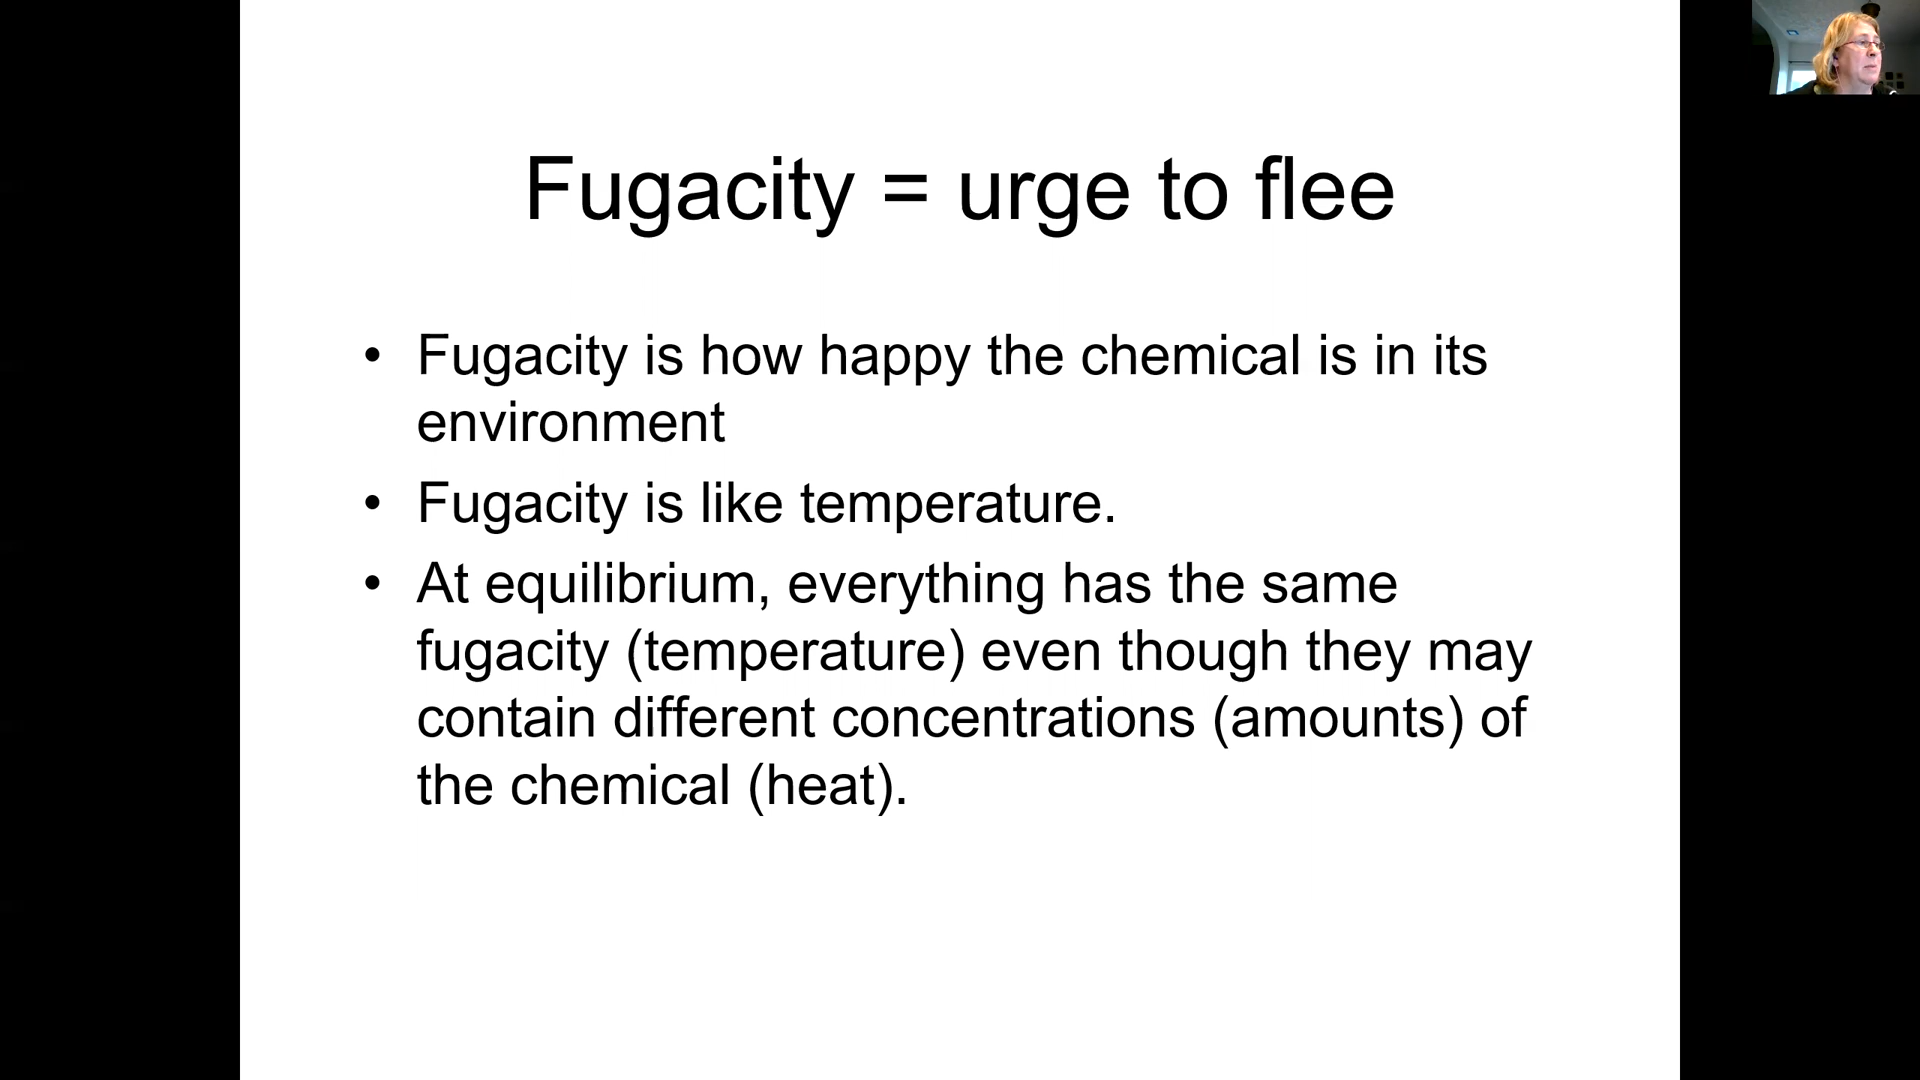 Fugacity = urge to flee
• Fugacity is how happy the chemical is in its
environment
• Fugacity is like temperature.
• At equilibrium, everything has the same
fugacity (temperature) even though they may
contain different concentrations (amounts) of
the chemical (heat).